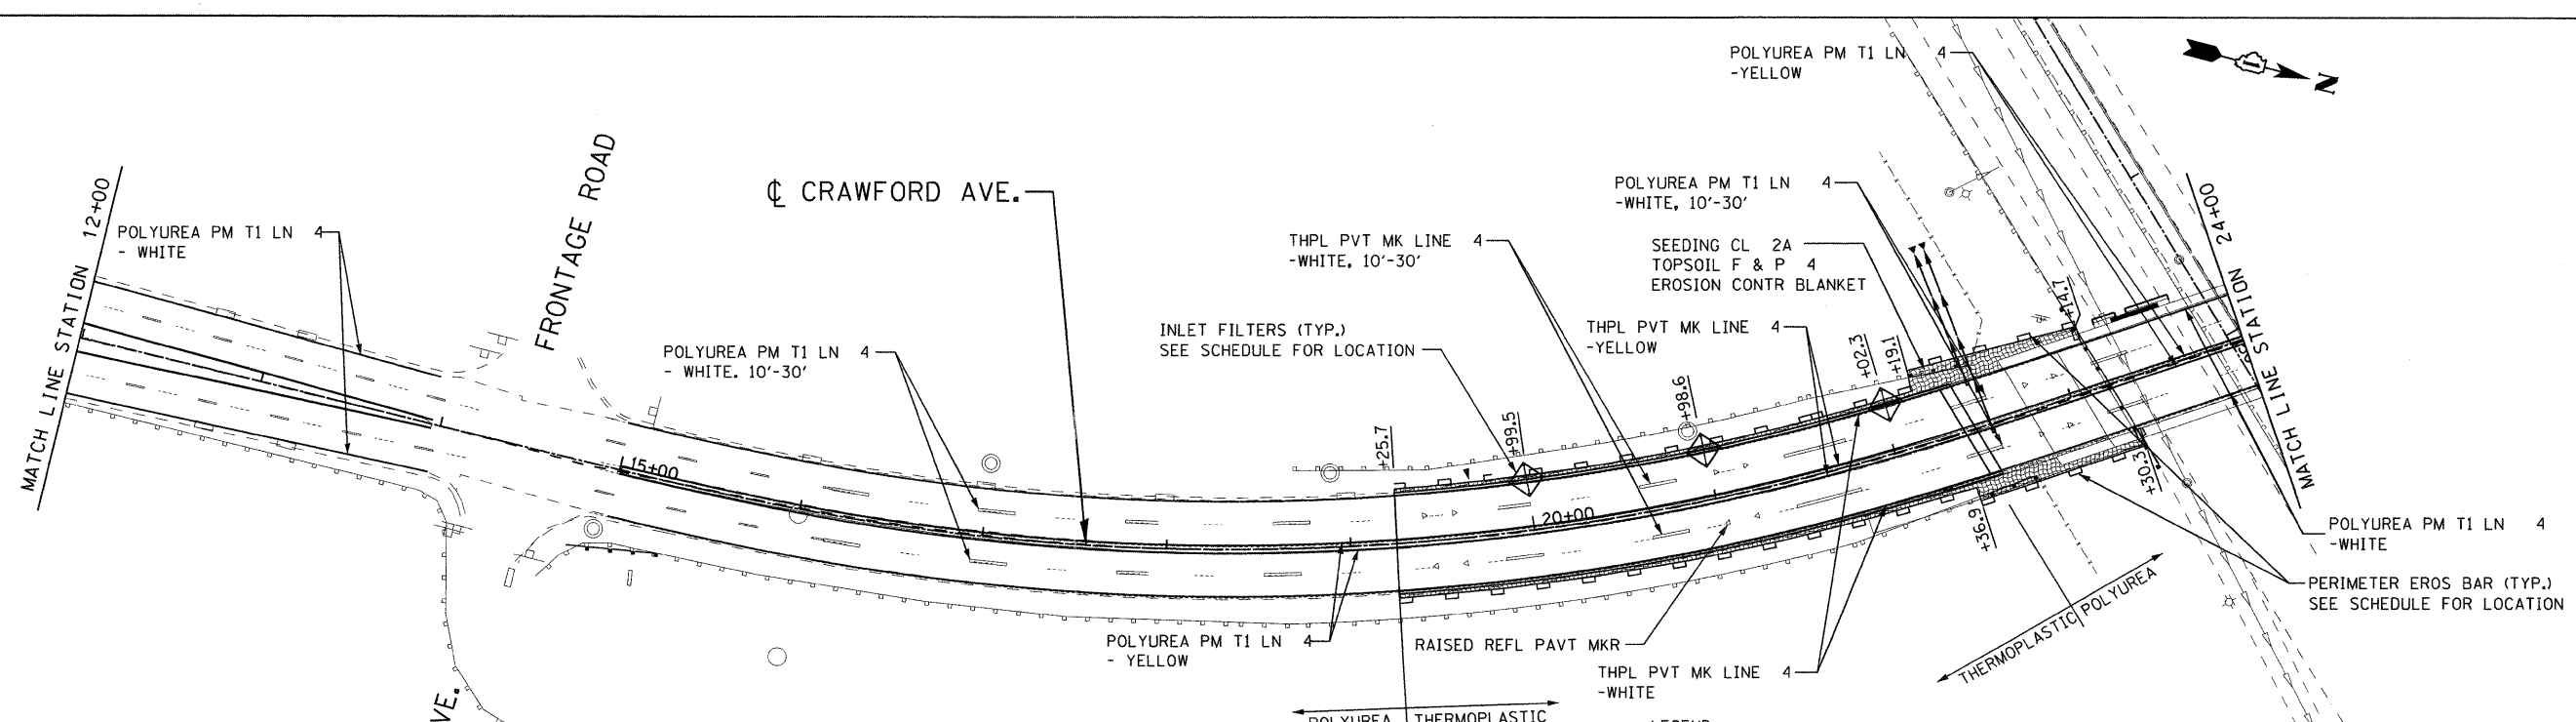 POLYUREA PM T1 LN 4
-YELLOW
N
MATCH LINE STATION 12+00
POLYUREA PM T1 LN 4
- WHITE
FRONTAGE ROAD
℄ CRAWFORD AVE.
POLYUREA PM T1 LN 4
-WHITE, 10'-30'
THPL PVT MK LINE 4
-WHITE, 10'-30'
SEEDING CL 2A
TOPSOIL F & P 4
EROSION CONTR BLANKET
MATCH LINE STATION 24+00
INLET FILTERS (TYP.)
SEE SCHEDULE FOR LOCATION
THPL PVT MK LINE 4
-YELLOW
POLYUREA PM T1 LN 4
- WHITE. 10'-30'
+25.7
+99.5
+98.6
+02.3
+19.1
+14.7
15+00
20+00
+36.9
+30.3
POLYUREA PM T1 LN 4
-WHITE
PERIMETER EROS BAR (TYP.)
SEE SCHEDULE FOR LOCATION
THERMOPLASTIC POLYUREA
POLYUREA PM T1 LN 4
- YELLOW
RAISED REFL PAVT MKR
THPL PVT MK LINE 4
-WHITE
VE.
POLYUREA THERMOPLASTIC
LEGEND